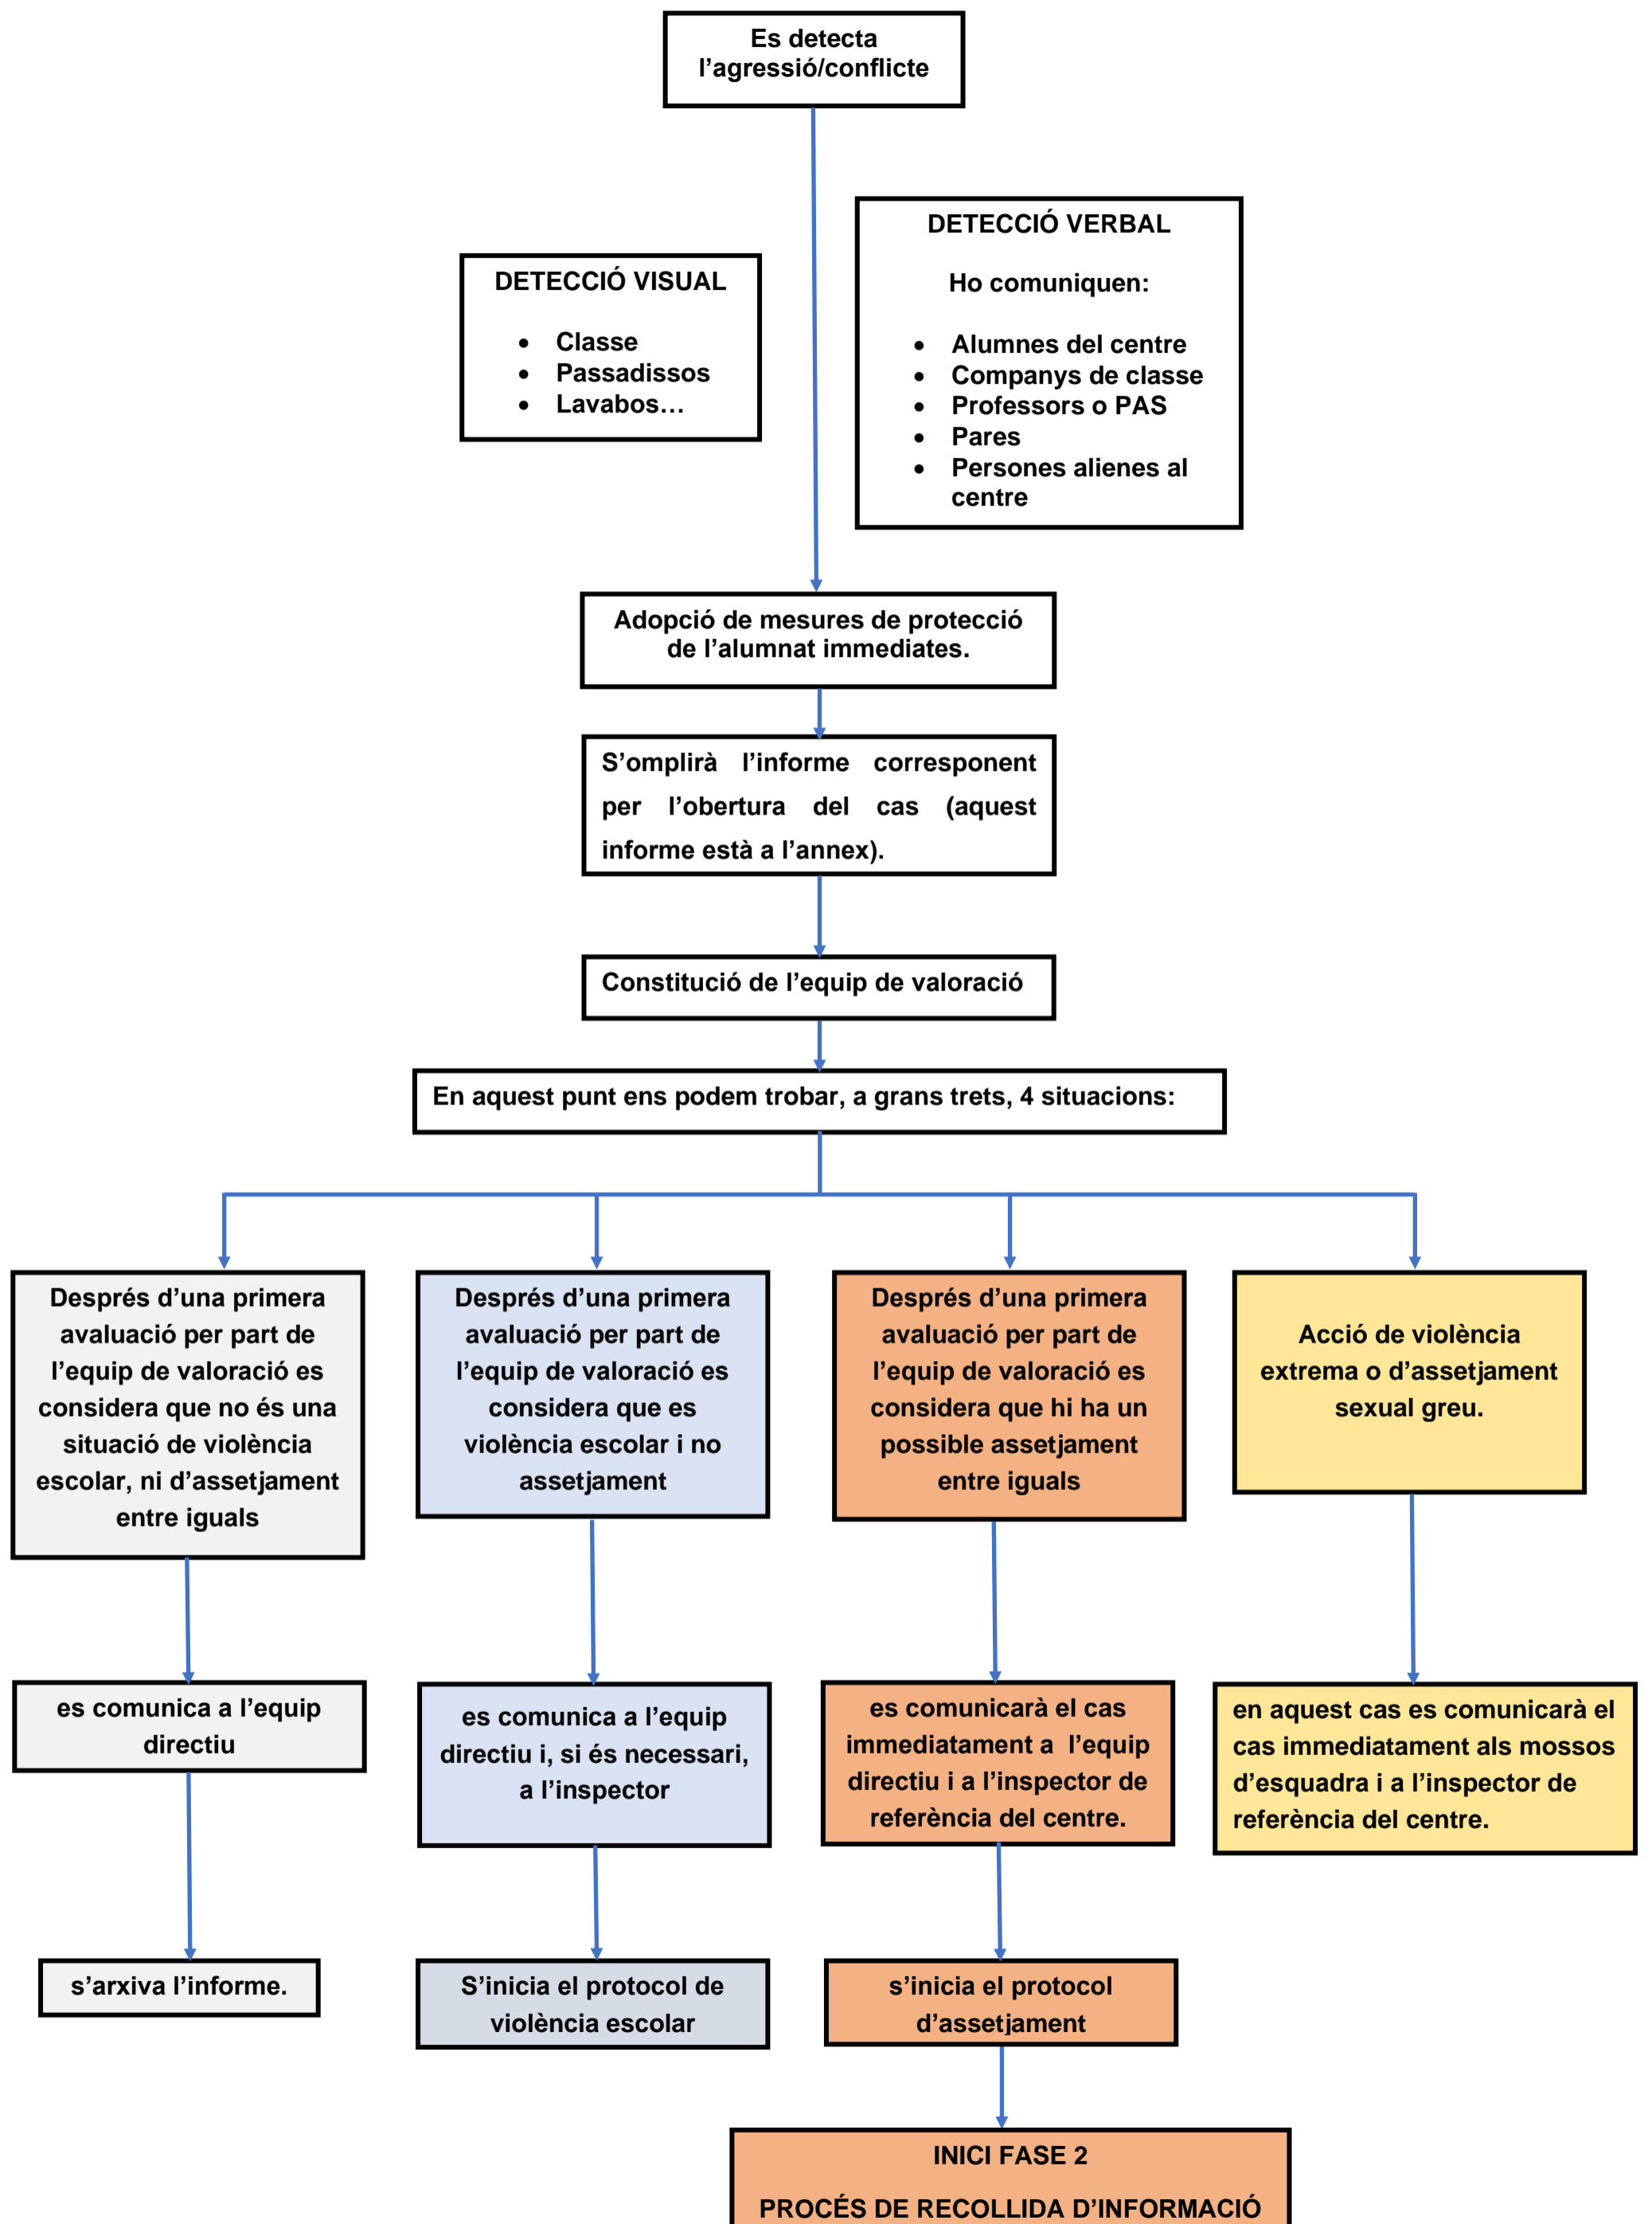 Es detecta
l’agressió/conflicte
DETECCIÓ VISUAL
• Classe
• Passadissos
• Lavabos…
DETECCIÓ VERBAL
Ho comuniquen:
• Alumnes del centre
• Companys de classe
• Professors o PAS
• Pares
• Persones alienes al
centre
Adopció de mesures de protecció
de l’alumnat immediates.
S’omplirà l’informe corresponent
per l’obertura del cas (aquest
informe està a l’annex).
Constitució de l’equip de valoració
En aquest punt ens podem trobar, a grans trets, 4 situacions:
Després d’una primera
avaluació per part de
l’equip de valoració es
considera que no és una
situació de violència
escolar, ni d’assetjament
entre iguals
Després d’una primera
avaluació per part de
l’equip de valoració es
considera que es
violència escolar i no
assetjament
Després d’una primera
avaluació per part de
l’equip de valoració es
considera que hi ha un
possible assetjament
entre iguals
Acció de violència
extrema o d’assetjament
sexual greu.
es comunica a l’equip
directiu
es comunica a l’equip
directiu i, si és necessari,
a l’inspector
es comunicarà el cas
immediatament a l’equip
directiu i a l’inspector de
referència del centre.
en aquest cas es comunicarà el
cas immediatament als mossos
d’esquadra i a l’inspector de
referència del centre.
s’arxiva l’informe.
S’inicia el protocol de
violència escolar
s’inicia el protocol
d’assetjament
INICI FASE 2
PROCÉS DE RECOLLIDA D’INFORMACIÓ